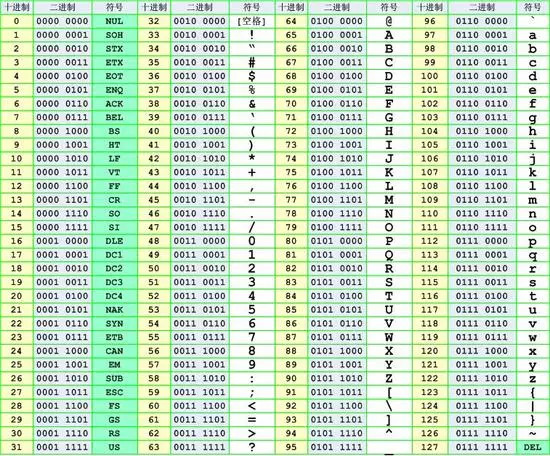 十进制 二进制 符号 十进制 二进制 符号 十进制 二进制 符号 十进制 二进制 符号
0 0000 0000 NUL 32 0010 0000 [空格] 64 0100 0000 @ 96 0110 0000 `
1 0000 0001 SOH 33 0010 0001 ! 65 0100 0001 A 97 0110 0001 a
2 0000 0010 STX 34 0010 0010 “ 66 0100 0010 B 98 0110 0010 b
3 0000 0011 ETX 35 0010 0011 # 67 0100 0011 C 99 0110 0011 c
4 0000 0100 EOT 36 0010 0100 $ 68 0100 0100 D 100 0110 0100 d
5 0000 0101 ENQ 37 0010 0101 % 69 0100 0101 E 101 0110 0101 e
6 0000 0110 ACK 38 0010 0110 & 70 0100 0110 F 102 0110 0110 f
7 0000 0111 BEL 39 0010 0111 ‘ 71 0100 0111 G 103 0110 0111 g
8 0000 1000 BS 40 0010 1000 ( 72 0100 1000 H 104 0110 1000 h
9 0000 1001 HT 41 0010 1001 ) 73 0100 1001 I 105 0110 1001 i
10 0000 1010 LF 42 0010 1010 * 74 0100 1010 J 106 0110 1010 j
11 0000 1011 VT 43 0010 1011 + 75 0100 1011 K 107 0110 1011 k
12 0000 1100 FF 44 0010 1100 , 76 0100 1100 L 108 0110 1100 l
13 0000 1101 CR 45 0010 1101 - 77 0100 1101 M 109 0110 1101 m
14 0000 1110 SO 46 0010 1110 . 78 0100 1110 N 110 0110 1110 n
15 0000 1111 SI 47 0010 1111 / 79 0100 1111 O 111 0110 1111 o
16 0001 0000 DLE 48 0011 0000 0 80 0101 0000 P 112 0111 0000 p
17 0001 0001 DC1 49 0011 0001 1 81 0101 0001 Q 113 0111 0001 q
18 0001 0010 DC2 50 0011 0010 2 82 0101 0010 R 114 0111 0010 r
19 0001 0011 DC3 51 0011 0011 3 83 0101 0011 S 115 0111 0011 s
20 0001 0100 DC4 52 0011 0100 4 84 0101 0100 T 116 0111 0100 t
21 0001 0101 NAK 53 0011 0101 5 85 0101 0101 U 117 0111 0101 u
22 0001 0110 SYN 54 0011 0110 6 86 0101 0110 V 118 0111 0110 v
23 0001 0111 ETB 55 0011 0111 7 87 0101 0111 W 119 0111 0111 w
24 0001 1000 CAN 56 0011 1000 8 88 0101 1000 X 120 0111 1000 x
25 0001 1001 EM 57 0011 1001 9 89 0101 1001 Y 121 0111 1001 y
26 0001 1010 SUB 58 0011 1010 : 90 0101 1010 Z 122 0111 1010 z
27 0001 1011 ESC 59 0011 1011 ; 91 0101 1011 [ 123 0111 1011 {
28 0001 1100 FS 60 0011 1100 < 92 0101 1100 \ 124 0111 1100 |
29 0001 1101 GS 61 0011 1101 = 93 0101 1101 ] 125 0111 1101 }
30 0001 1110 RS 62 0011 1110 > 94 0101 1110 ^ 126 0111 1110 ~
31 0001 1111 US 63 0011 1111 ? 95 0101 1111 _ 127 0111 1111 DEL